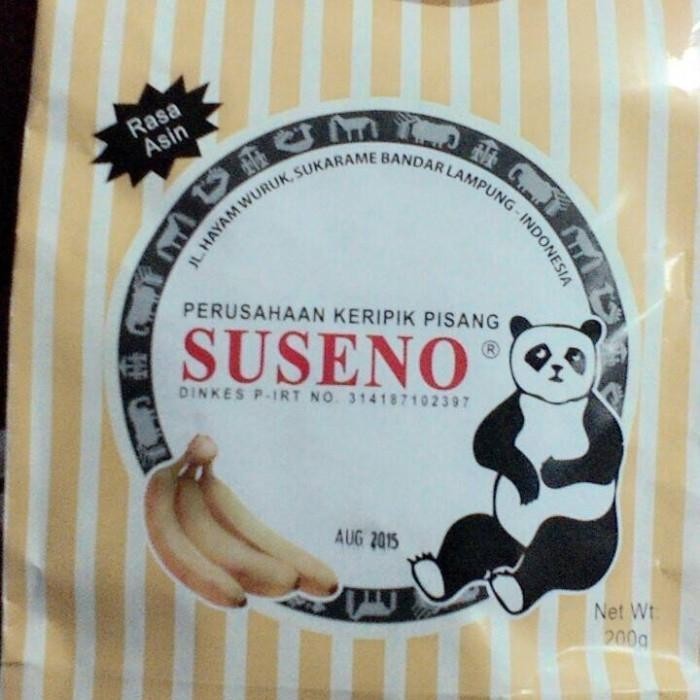 Rasa
Asin
JL. HAYAM WURUK, SUKARAME BANDAR LAMPUNG - INDONESIA
PERUSAHAAN KERIPIK PISANG
SUSENO ®
DINKES P-IRT NO. 314187102397
AUG 2015
Net Wt:
200g